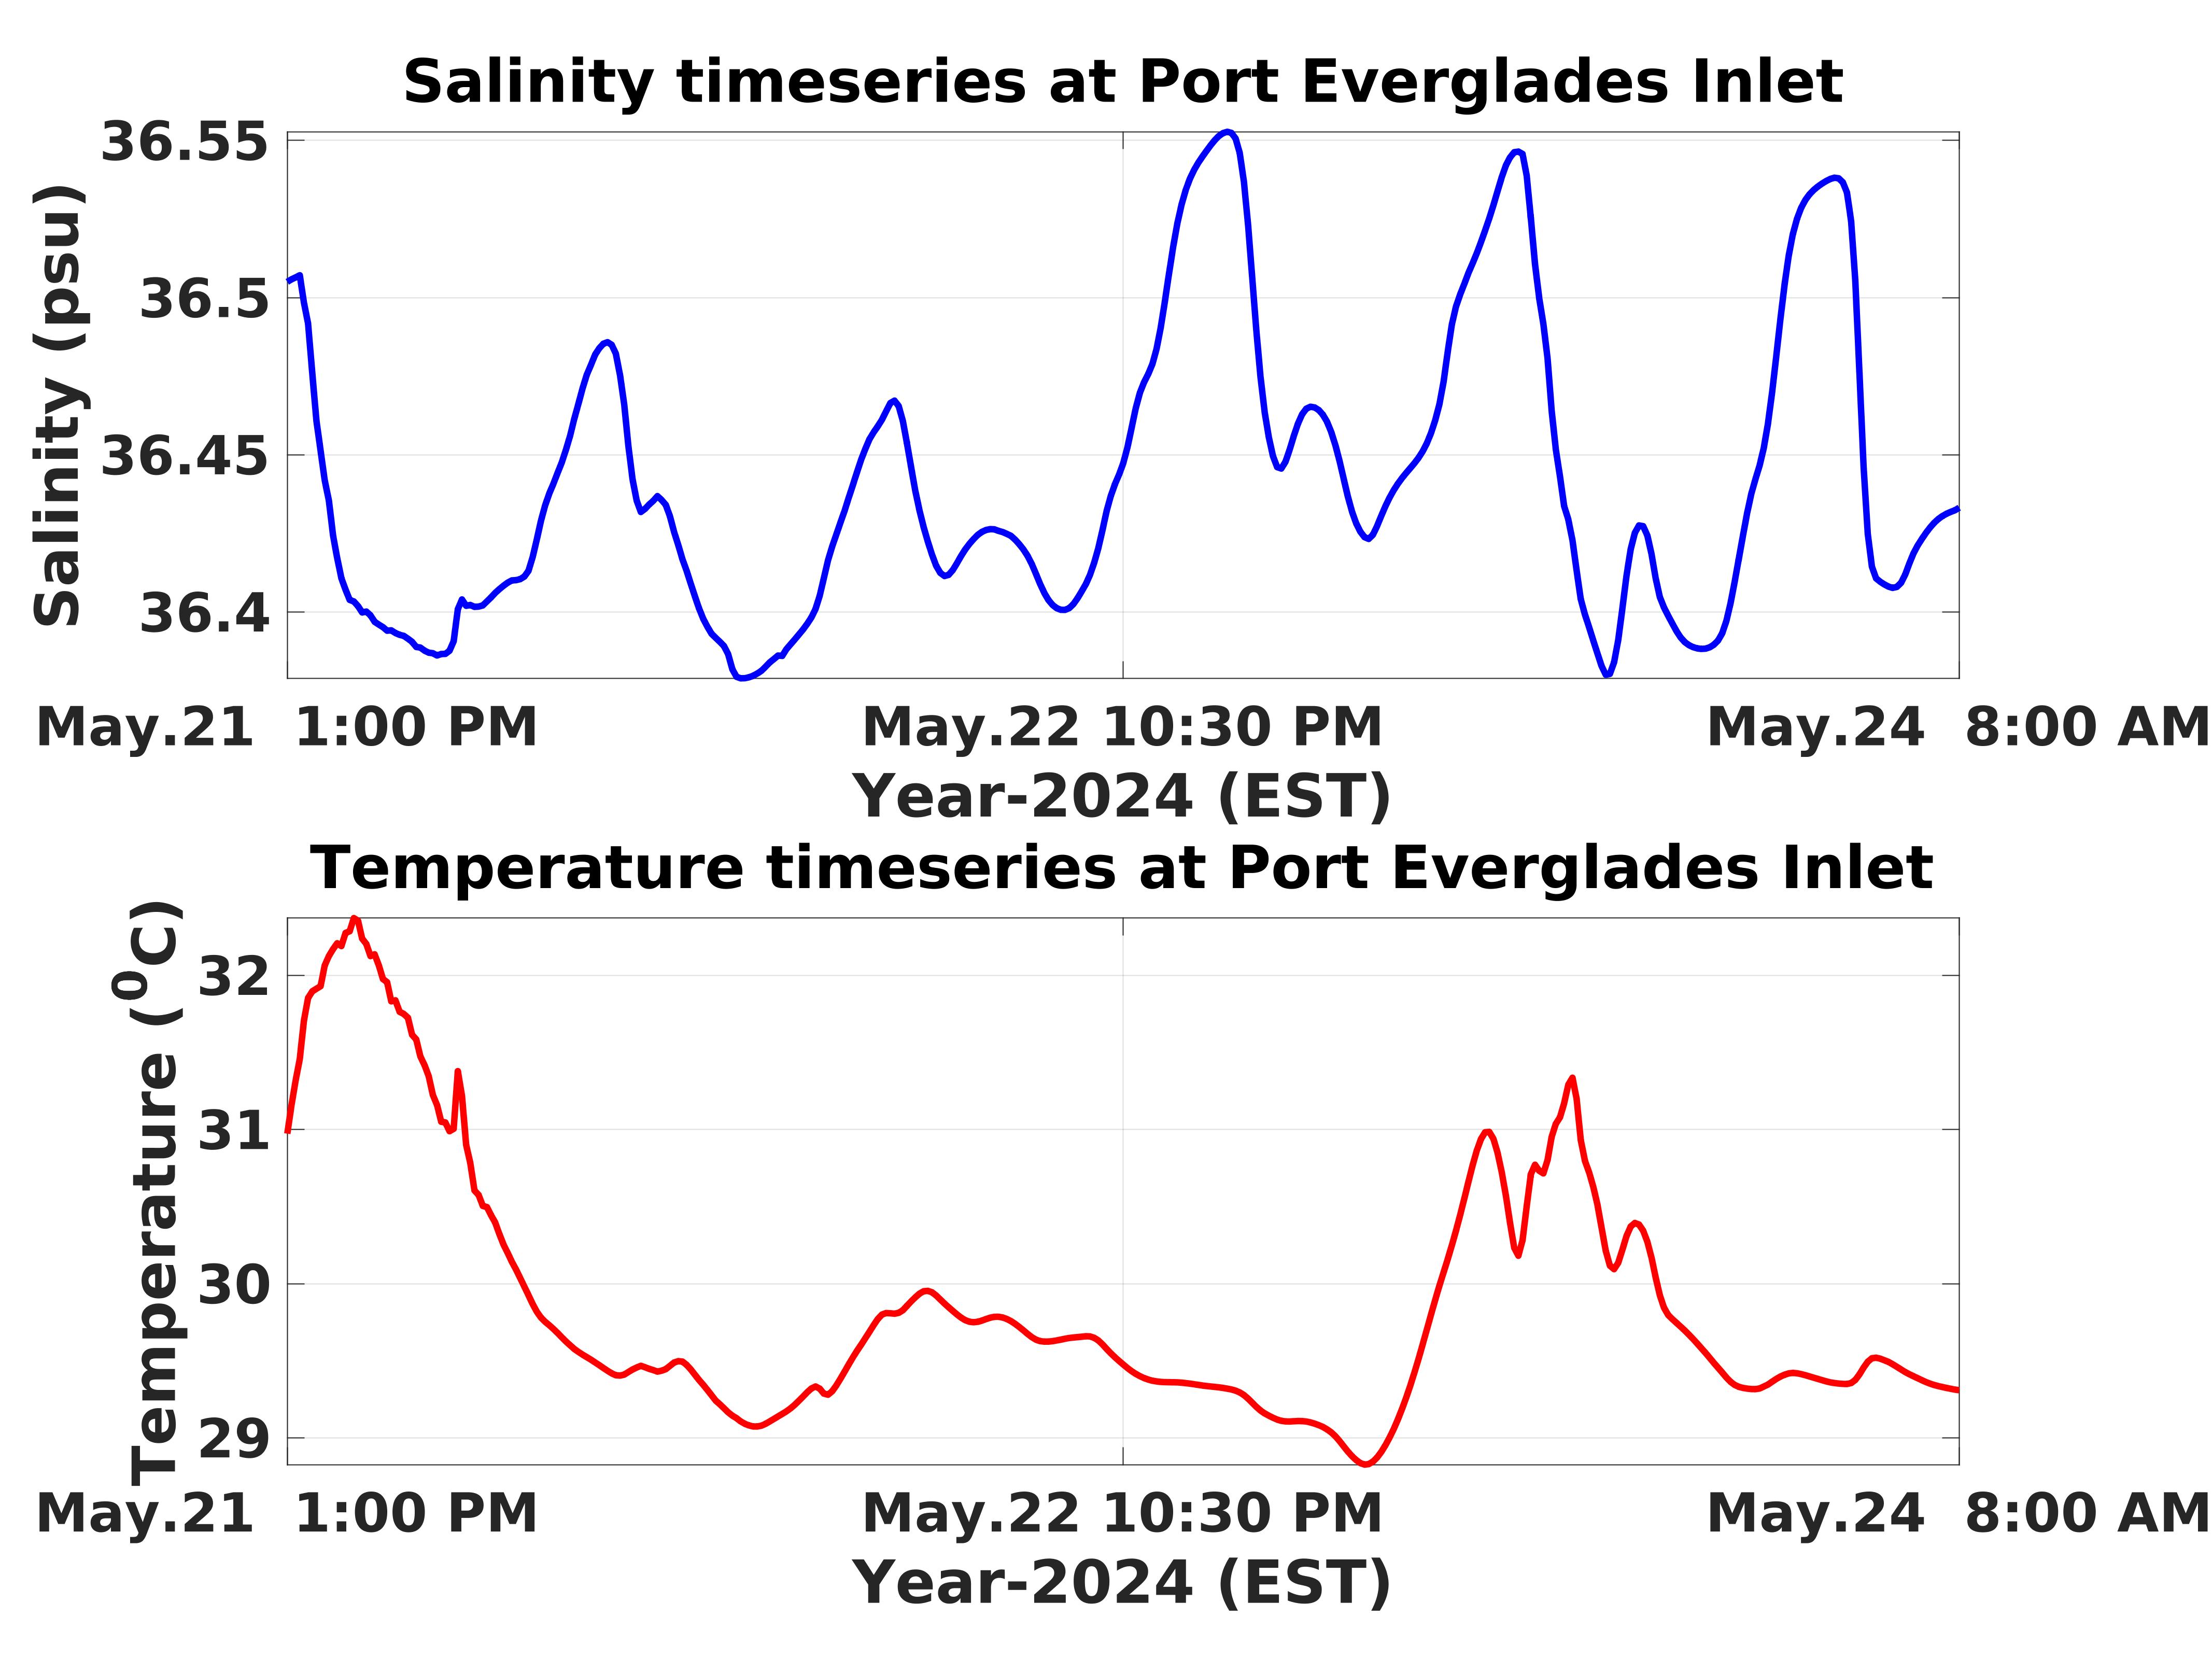 Salinity timeseries at Port Everglades Inlet
Salinity (psu)
36.55
36.5
36.45
36.4
May.21  1:00 PM
May.22 10:30 PM
May.24  8:00 AM
Year-2024 (EST)
Temperature timeseries at Port Everglades Inlet
Temperature (⁰C)
32
31
30
29
May.21  1:00 PM
May.22 10:30 PM
May.24  8:00 AM
Year-2024 (EST)